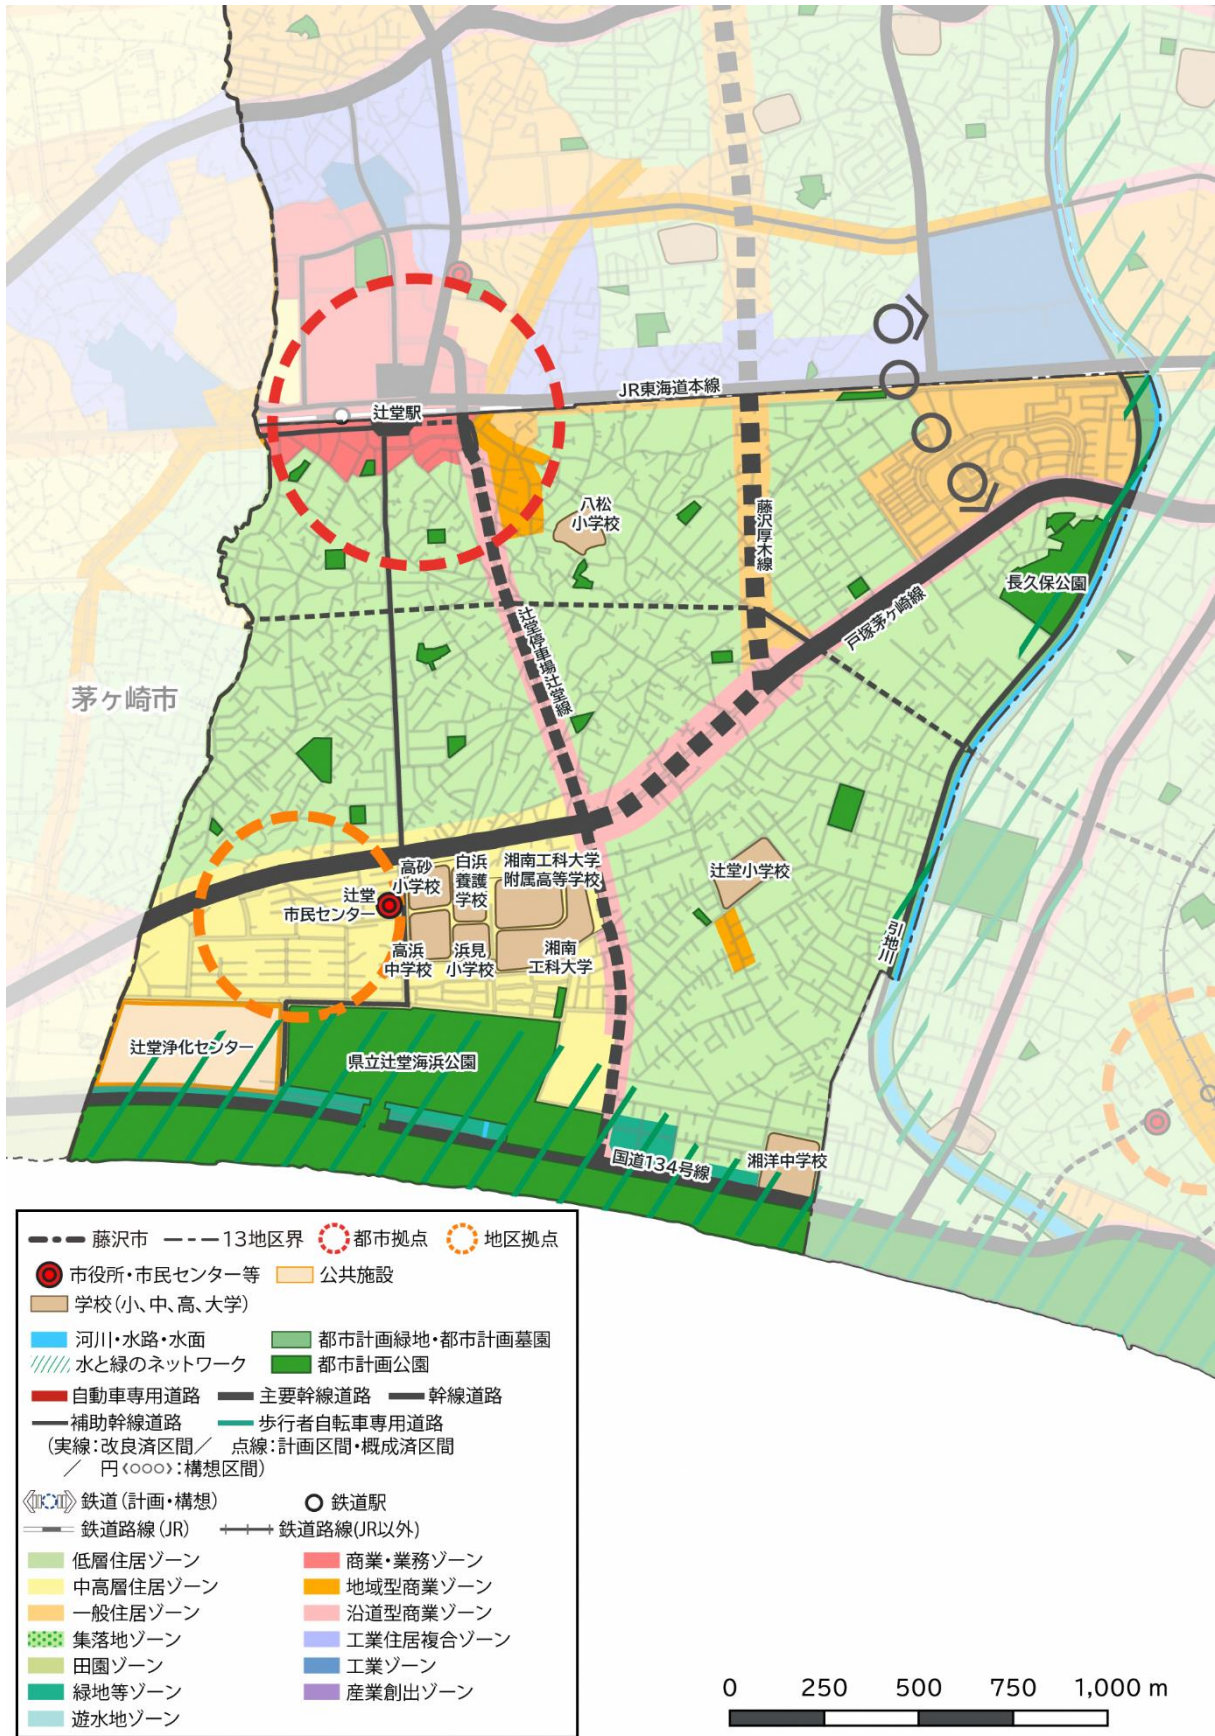 JR東海道本線
辻堂駅
八松
小学校
藤沢厚木線
長久保公園
戸塚茅ケ崎線
辻堂停車場辻堂線
茅ヶ崎市
高砂
小学校
白浜
養護
学校
湘南工科大学
附属高等学校
辻堂小学校
辻堂
市民センター
高浜
中学校
浜見
小学校
湘南
工科大学
引地川
辻堂浄化センター
県立辻堂海浜公園
国道134号線
湘洋中学校
藤沢市 13地区界 都市拠点 地区拠点
市役所・市民センター等 公共施設
学校(小、中、高、大学)
河川・水路・水面 都市計画緑地・都市計画墓園
水と緑のネットワーク 都市計画公園
自動車専用道路 主要幹線道路 幹線道路
補助幹線道路 歩行者自転車専用道路
(実線:改良済区間/ 点線:計画区間・概成済区間
/ 円《○○○》:構想区間)
鉄道(計画・構想) 鉄道駅
鉄道路線(JR) 鉄道路線(JR以外)
低層住居ゾーン 商業・業務ゾーン
中高層住居ゾーン 地域型商業ゾーン
一般住居ゾーン 沿道型商業ゾーン
集落地ゾーン 工業住居複合ゾーン
田園ゾーン 工業ゾーン
緑地等ゾーン 産業創出ゾーン
遊水地ゾーン
0 250 500 750 1,000 m